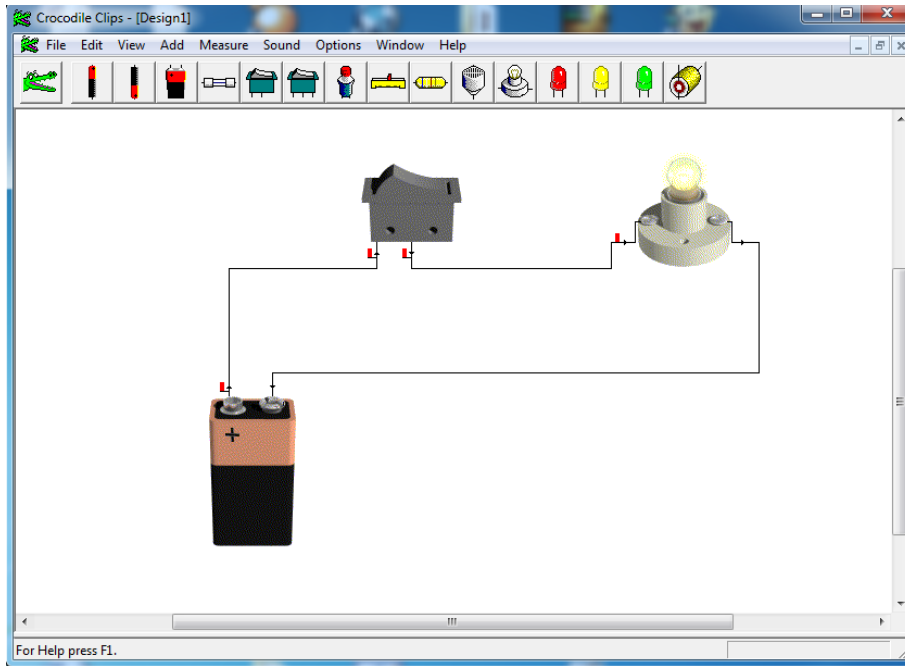 Crocodile Clips - [Design1]
File Edit View Add Measure Sound Options Window Help
+
For Help press F1.